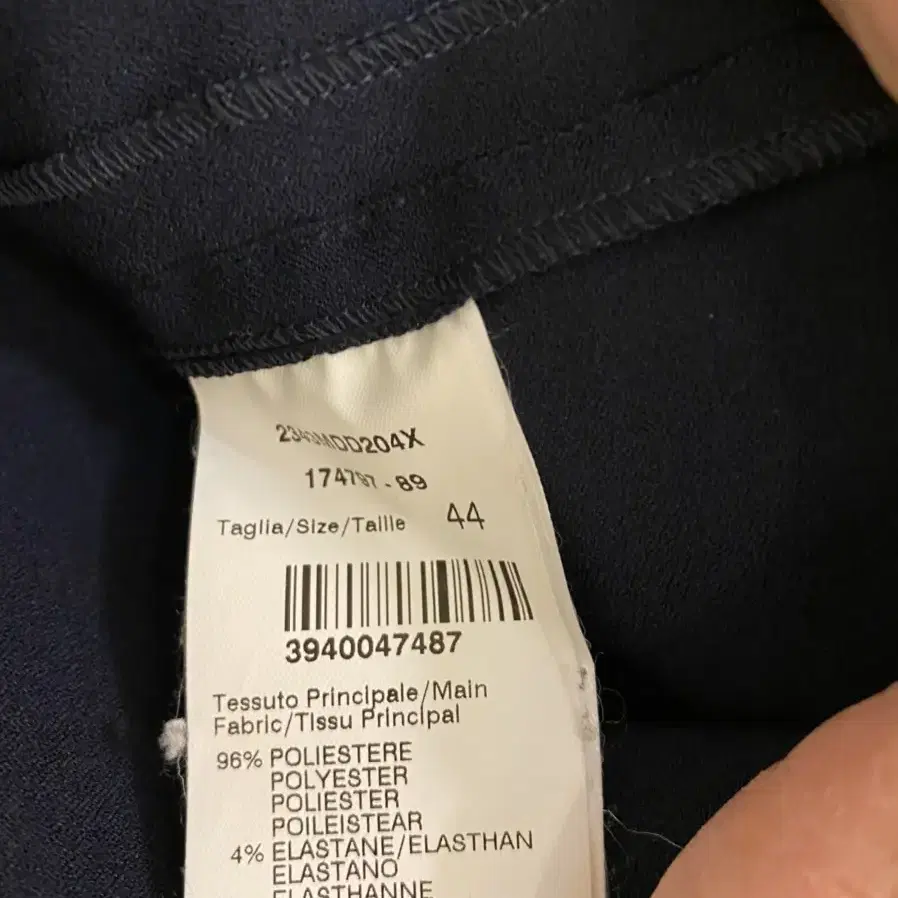 174797-89
Taglia/Size/Taille 44
3940047487
Tessuto Principale/Main
Fabric/Tissu Principal
96% POLIESTERE
POLYESTER
POLIESTER
POILEISTEAR
4% ELASTANE/ELASTHAN
ELASTANO
ELASTHANNE